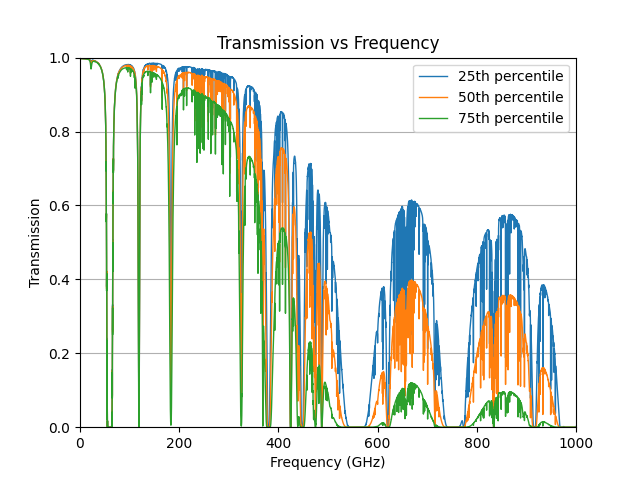 Transmission vs Frequency
25th percentile
50th percentile
75th percentile
Transmission
1.0
0.8
0.6
0.4
0.2
0.0
0 200 400 600 800 1000
Frequency (GHz)